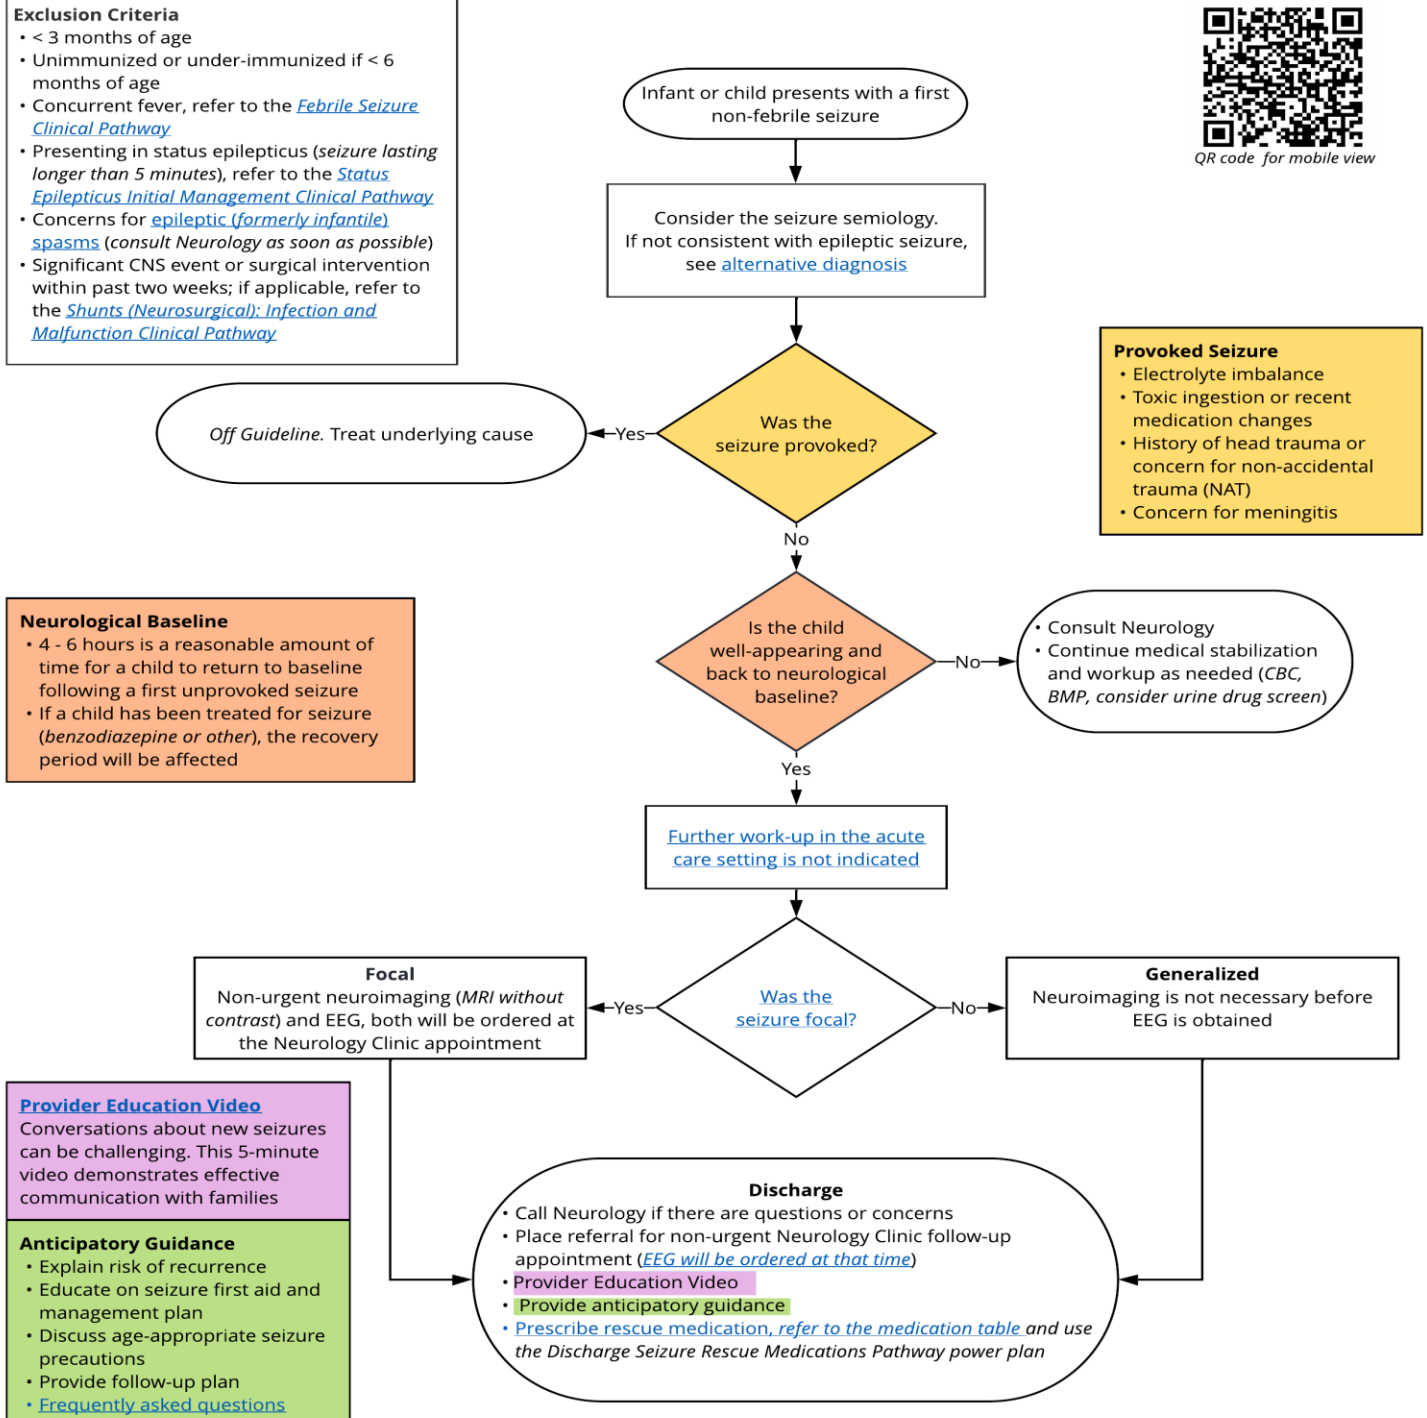 Exclusion Criteria
• < 3 months of age
• Unimmunized or under-immunized if < 6
months of age
• Concurrent fever, refer to the Febrile Seizure
Clinical Pathway
• Presenting in status epilepticus (seizure lasting
longer than 5 minutes), refer to the Status
Epilepticus Initial Management Clinical Pathway
• Concerns for epileptic (formerly infantile)
spasms (consult Neurology as soon as possible)
• Significant CNS event or surgical intervention
within past two weeks; if applicable, refer to
the Shunts (Neurosurgical): Infection and
Malfunction Clinical Pathway
Infant or child presents with a first
non-febrile seizure
QR code for mobile view
Consider the seizure semiology.
If not consistent with epileptic seizure,
see alternative diagnosis
Provoked Seizure
• Electrolyte imbalance
• Toxic ingestion or recent
medication changes
• History of head trauma or
concern for non-accidental
trauma (NAT)
• Concern for meningitis
Was the
seizure provoked?
Yes
Off Guideline. Treat underlying cause
No
Neurological Baseline
• 4 - 6 hours is a reasonable amount of
time for a child to return to baseline
following a first unprovoked seizure
• If a child has been treated for seizure
(benzodiazepine or other), the recovery
period will be affected
Is the child
well-appearing and
back to neurological
baseline?
No
• Consult Neurology
• Continue medical stabilization
and workup as needed (CBC,
BMP, consider urine drug screen)
Yes
Further work-up in the acute
care setting is not indicated
Was the
seizure focal?
Yes
Focal
Non-urgent neuroimaging (MRI without
contrast) and EEG, both will be ordered at
the Neurology Clinic appointment
No
Generalized
Neuroimaging is not necessary before
EEG is obtained
Provider Education Video
Conversations about new seizures
can be challenging. This 5-minute
video demonstrates effective
communication with families
Anticipatory Guidance
• Explain risk of recurrence
• Educate on seizure first aid and
management plan
• Discuss age-appropriate seizure
precautions
• Provide follow-up plan
• Frequently asked questions
Discharge
• Call Neurology if there are questions or concerns
• Place referral for non-urgent Neurology Clinic follow-up
appointment (EEG will be ordered at that time)
• Provider Education Video
• Provide anticipatory guidance
• Prescribe rescue medication, refer to the medication table and use
the Discharge Seizure Rescue Medications Pathway power plan